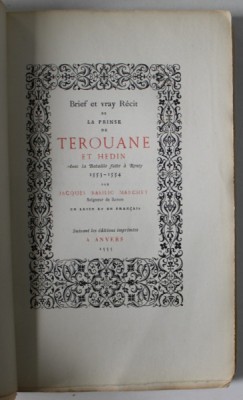 Brief et vray Récit
DE
LA PRINSE
DE
TEROUANE
ET HEDIN
avec la Bataille faite à Renty
1553-1554
PAR
JACQUES BASILIC MARCHET
Seigneur de Samos
EN LATIN ET EN FRANÇAIS
Suivant les éditions imprimées
A ANVERS
1555